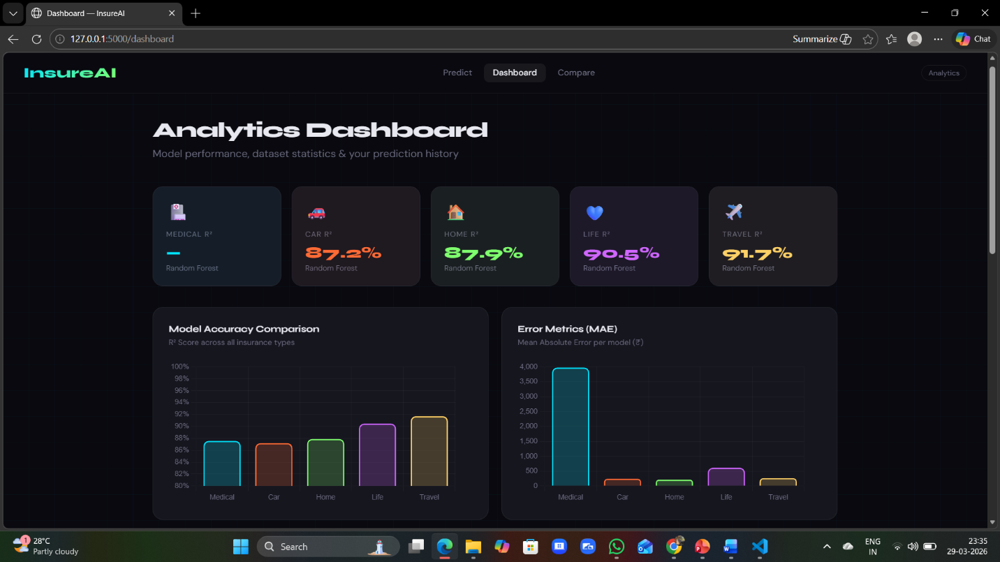 Dashboard — InsureAI
127.0.0.1:5000/dashboard
Summarize
Chat
InsureAI
Predict
Dashboard
Compare
Analytics
Analytics Dashboard
Model performance, dataset statistics & your prediction history
MEDICAL R²
—
Random Forest
CAR R²
87.2%
Random Forest
HOME R²
87.9%
Random Forest
LIFE R²
90.5%
Random Forest
TRAVEL R²
91.7%
Random Forest
Model Accuracy Comparison
R² Score across all insurance types
100%
98%
96%
94%
92%
90%
88%
86%
84%
82%
80%
Medical
Car
Home
Life
Travel
Error Metrics (MAE)
Mean Absolute Error per model (₹)
4,000
3,500
3,000
2,500
2,000
1,500
1,000
500
0
Medical
Car
Home
Life
Travel
1
28°C
Partly cloudy
Search
ENG
IN
23:35
29-03-2026